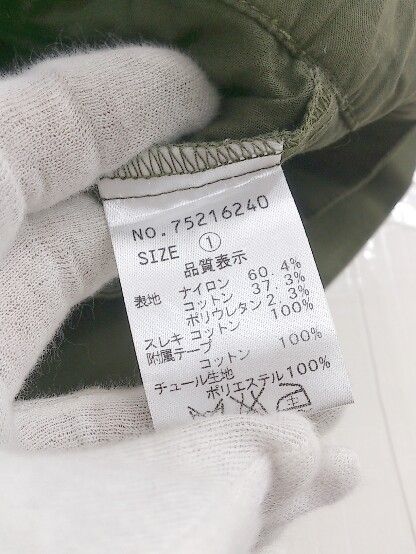 NO.75216240
SIZE ①
品質表示
表地 ナイロン 60.4%
コットン 37.3%
ポリウレタン 2.3%
スレキ コットン 100%
附属テープ
コットン 100%
チュール生地
ポリエステル100%